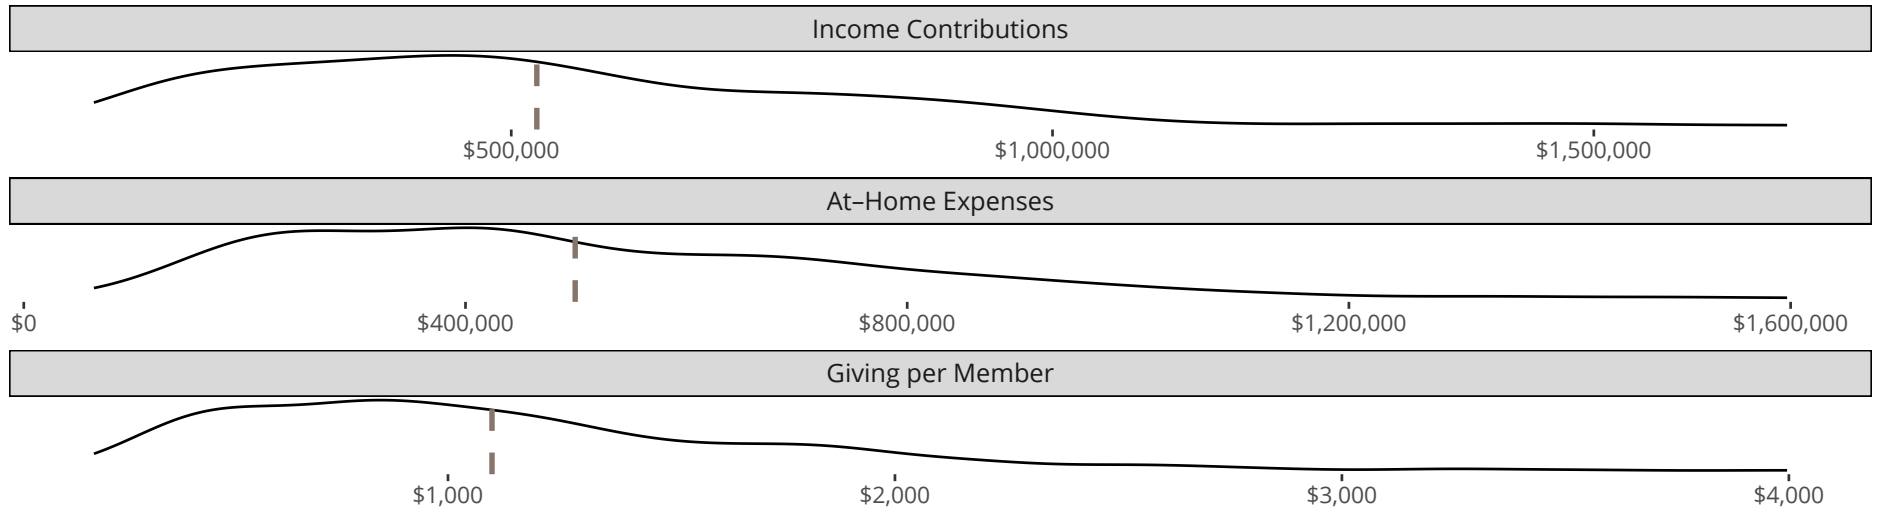 Income Contributions
$500,000 $1,000,000 $1,500,000
At–Home Expenses
$0 $400,000 $800,000 $1,200,000 $1,600,000
Giving per Member
$1,000 $2,000 $3,000 $4,000